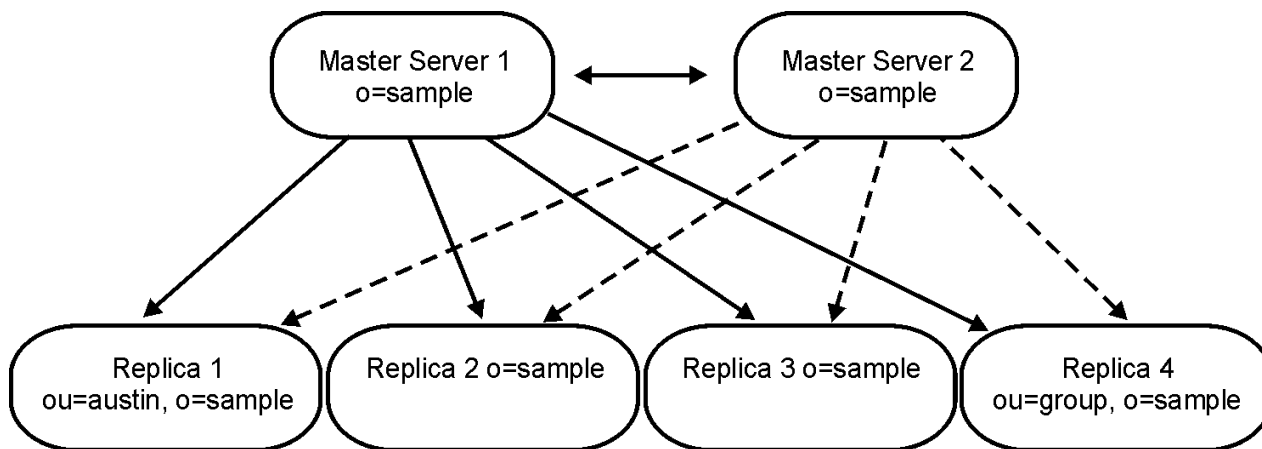 Master Server 1
o=sample
Master Server 2
o=sample
Replica 1
ou=austin, o=sample
Replica 2 o=sample
Replica 3 o=sample
Replica 4
ou=group, o=sample